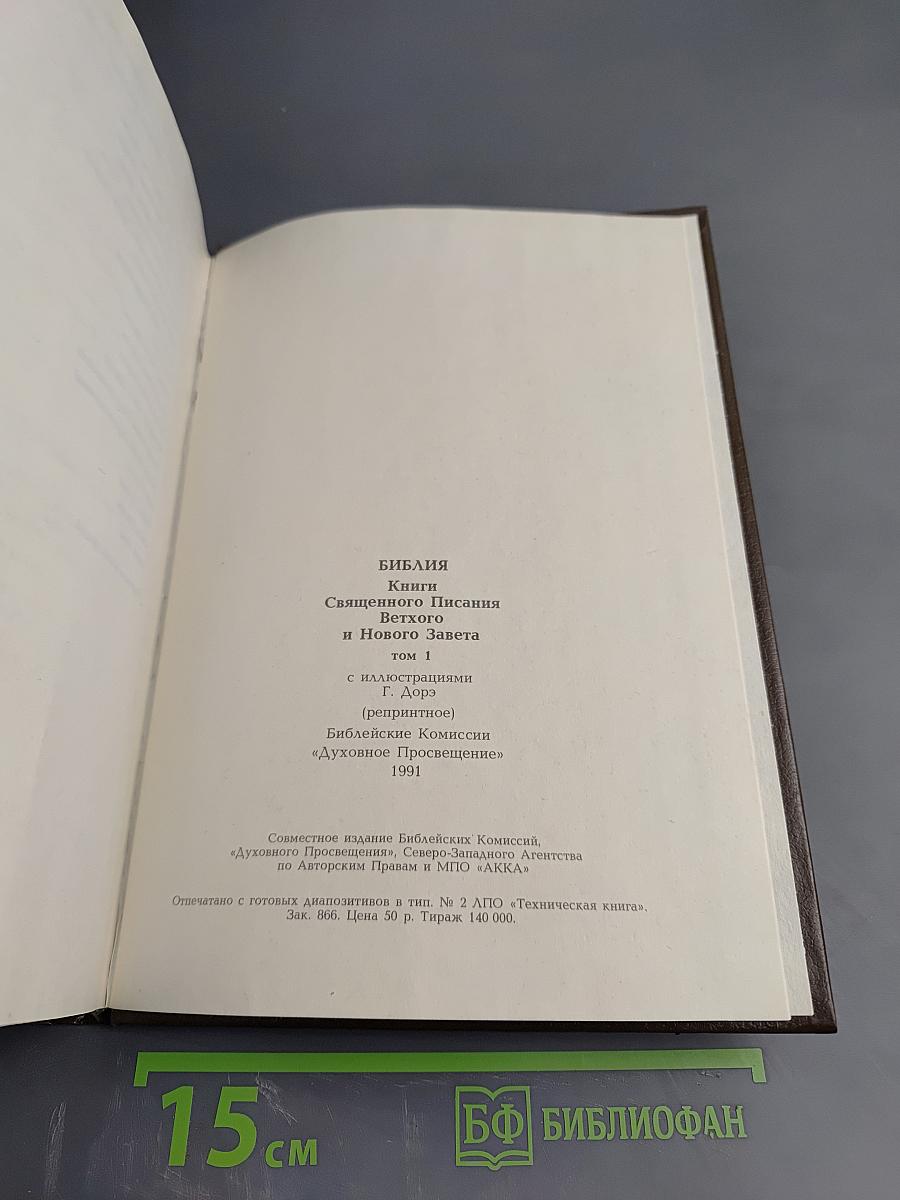 БИБЛИЯ
Книги
Священного Писания
Ветхого
и Нового Завета
том 1
с иллюстрациями
Г. Дорэ
(репринтное)
Библейские Комиссии
«Духовное Просвещение»
1991
Совместное издание Библейских Комиссий,
«Духовного Просвещения», Северо-Западного Агентства
по Авторским Правам и МПО «АККА»
Отпечатано с готовых диапозитивов в тип. № 2 ЛПО «Техническая книга».
Зак. 866. Цена 50 р. Тираж 140 000.
15 см
БФ БИБЛИОФАН